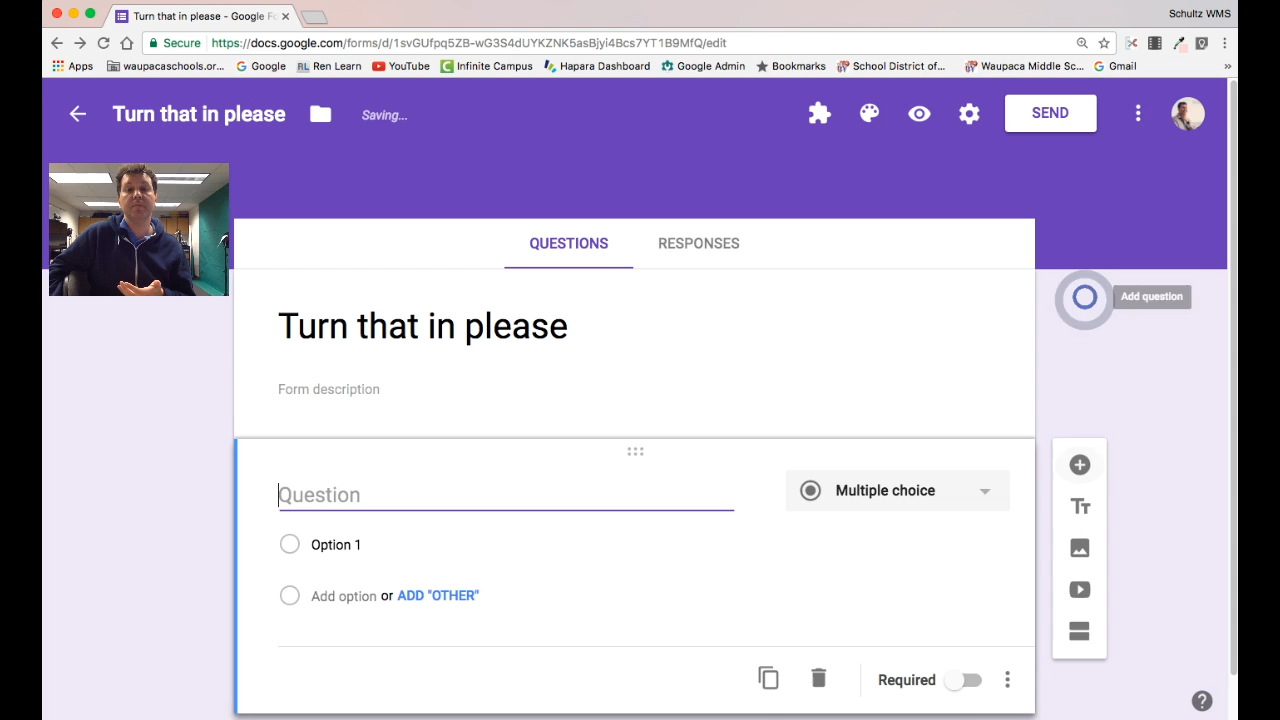 Turn that in please - Google Fo
Schultz WMS
Secure https://docs.google.com/forms/d/1svGUfpq5ZB-wG3S4dUYKZNK5asBjyi4Bcs7YT1B9MfQ/edit
Apps waupacaschools.or... Google RL Ren Learn YouTube Infinite Campus Hapara Dashboard Google Admin Bookmarks School District of... Waupaca Middle Sc... Gmail »
Turn that in please Saving... SEND
QUESTIONS RESPONSES
Add question
Turn that in please
Form description
Question Multiple choice
Option 1
Add option or ADD "OTHER"
Required